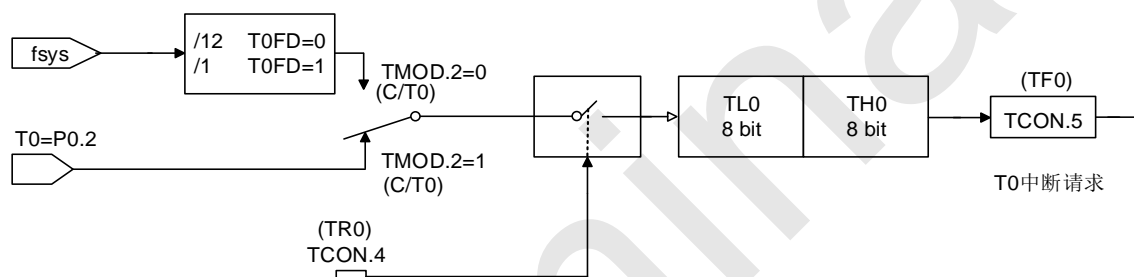 fsys
/12 T0FD=0
/1 T0FD=1
TMOD.2=0
(C/T0)
T0=P0.2
TMOD.2=1
(C/T0)
(TR0)
TCON.4
TL0
8 bit
TH0
8 bit
(TF0)
TCON.5
T0中断请求